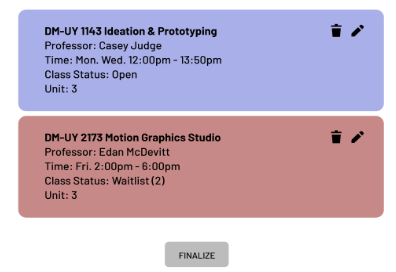 DM-UY 1143 Ideation & Prototyping
Professor: Casey Judge
Time: Mon. Wed. 12:00pm - 13:50pm
Class Status: Open
Unit: 3
DM-UY 2173 Motion Graphics Studio
Professor: Edan McDevitt
Time: Fri. 2:00pm - 6:00pm
Class Status: Waitlist (2)
Unit: 3
FINALIZE